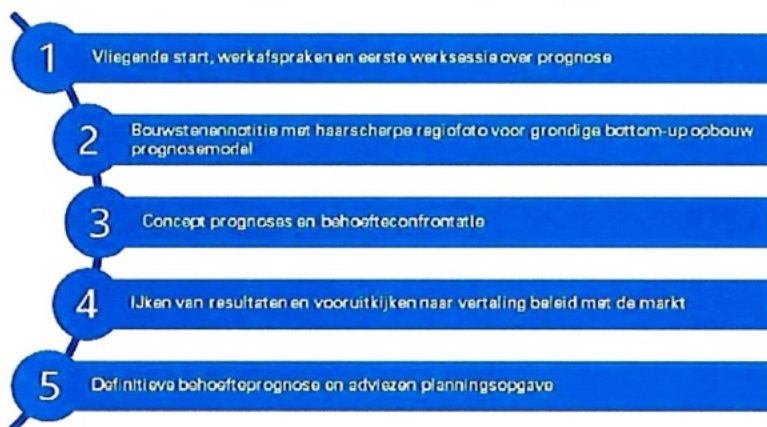 1 Vliegende start, werkafspraken en eerste werksessie over prognose
2 Bouwstenennotitie met haarscherpe regiofoto voor grondige bottom-up opbouw
prognosemodel
3 Concept prognoses en behoefteconfrontatie
4 IJken van resultaten en vooruitkijken naar vertaling beleid met de markt
5 Definitieve behoefteprognose en adviezen planningsopgave